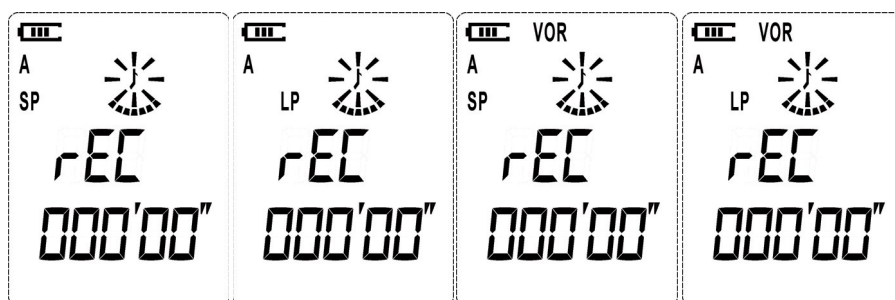 A
SP
rEC
000'00"
A
LP
rEC
000'00"
VOR
A
SP
rEC
000'00"
VOR
A
LP
rEC
000'00"